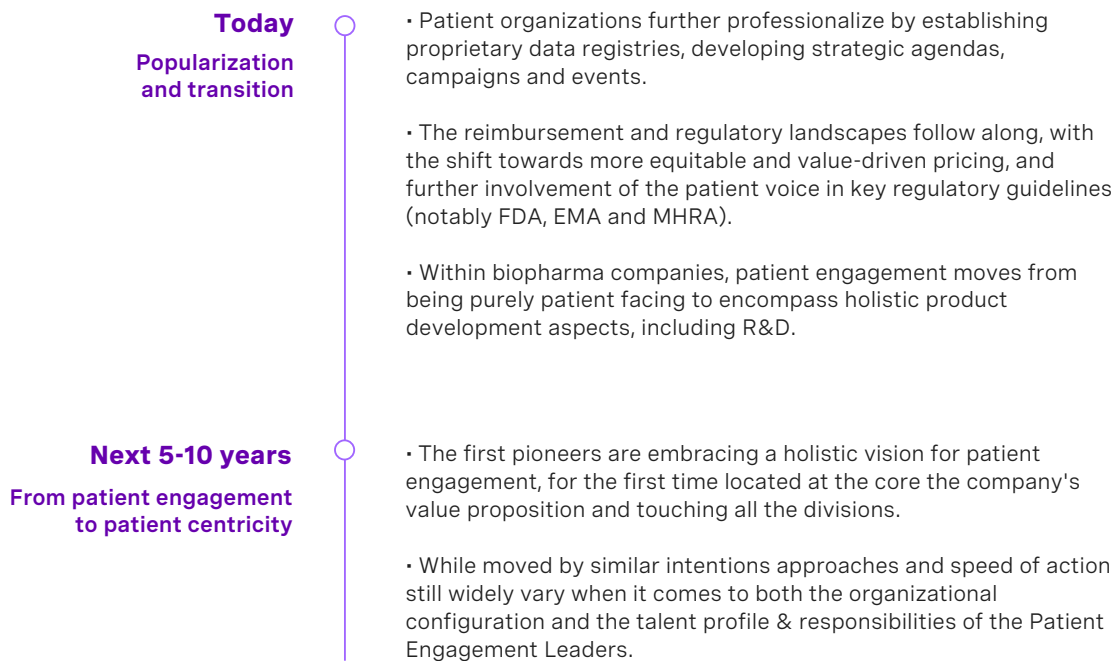 Today
Popularization
and transition
• Patient organizations further professionalize by establishing
proprietary data registries, developing strategic agendas,
campaigns and events.
• The reimbursement and regulatory landscapes follow along, with
the shift towards more equitable and value-driven pricing, and
further involvement of the patient voice in key regulatory guidelines
(notably FDA, EMA and MHRA).
• Within biopharma companies, patient engagement moves from
being purely patient facing to encompass holistic product
development aspects, including R&D.
Next 5-10 years
From patient engagement
to patient centricity
• The first pioneers are embracing a holistic vision for patient
engagement, for the first time located at the core the company's
value proposition and touching all the divisions.
• While moved by similar intentions approaches and speed of action
still widely vary when it comes to both the organizational
configuration and the talent profile & responsibilities of the Patient
Engagement Leaders.